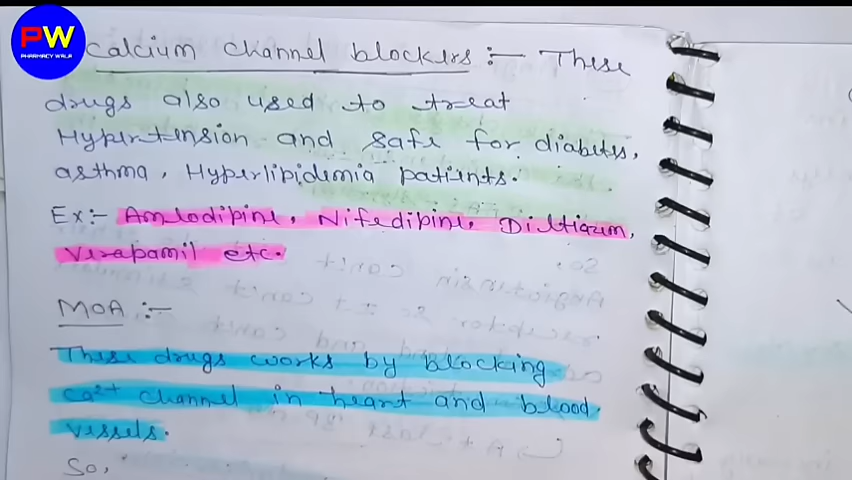 PW
PHARMACY WALA
Calcium channel blockers :- These
drugs also used to treat
Hypertension and safe for diabetes,
asthma, Hyperlipidemia patients.
Ex:- Amlodipine, Nifedipine, Diltiazem,
Verapamil etc.
MOA :-
These drugs works by blocking
Ca²⁺ channel in heart and blood
vessels.
So,